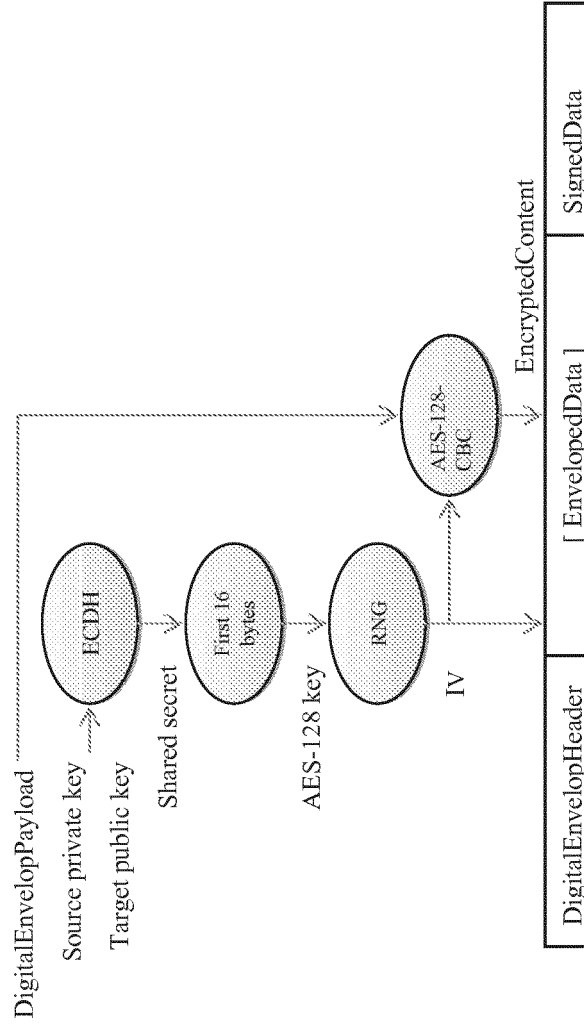 DigitalEnvelopPayload
Source private key
Target public key
ECDH
Shared secret
First 16
bytes
AES-128 key
RNG
IV
AES-128-
CBC
EncryptedContent
DigitalEnvelopHeader
[ EnvelopedData ]
SignedData